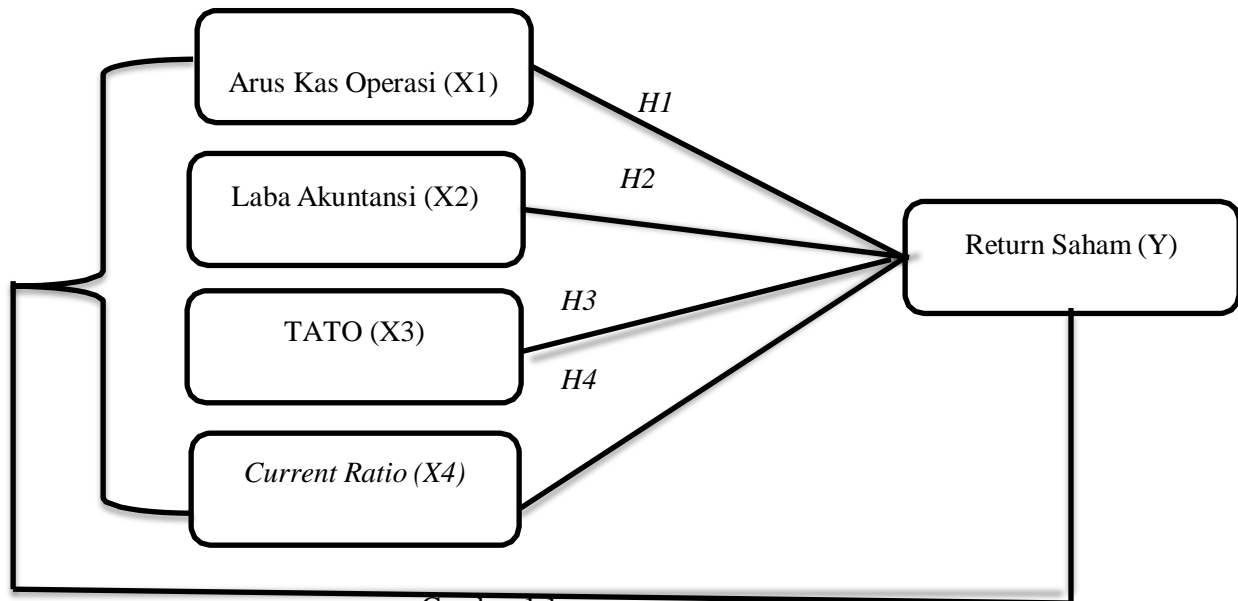 Arus Kas Operasi (X1)
H1
Laba Akuntansi (X2)
H2
Return Saham (Y)
TATO (X3)
H3
H4
Current Ratio (X4)